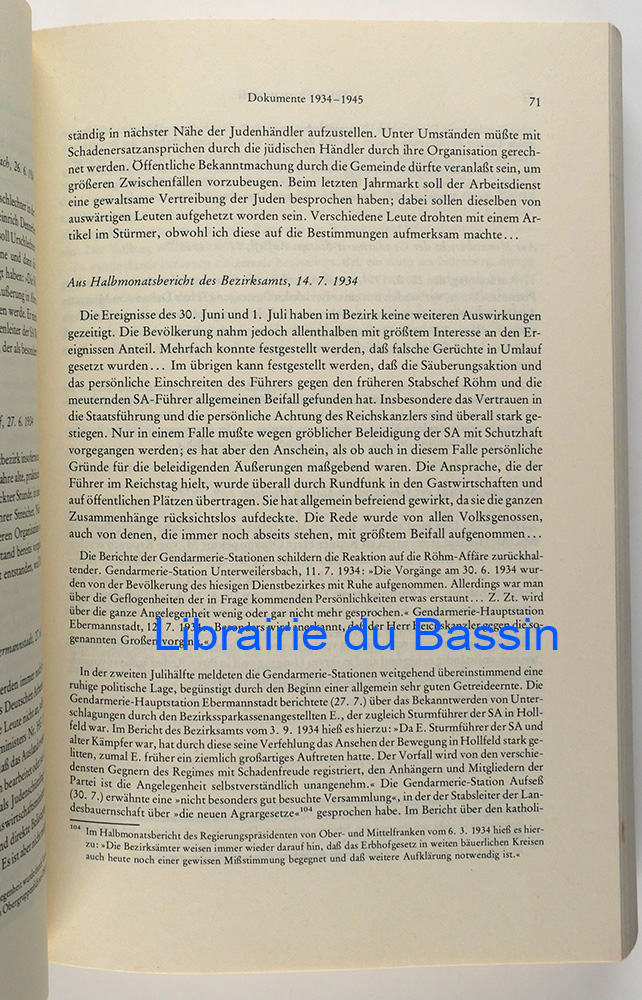 Dokumente 1934–1945
71
ständig in nächster Nähe der Judenhändler aufzustellen. Unter Umständen müßte mit
Schadenersatzansprüchen durch die jüdischen Händler durch ihre Organisation gerech-
net werden. Öffentliche Bekanntmachung durch die Gemeinde dürfte veranlaßt sein, um
größeren Zwischenfällen vorzubeugen. Beim letzten Jahrmarkt soll der Arbeitsdienst
eine gewaltsame Vertreibung der Juden besprochen haben; dabei sollen dieselben von
auswärtigen Leuten aufgehetzt worden sein. Verschiedene Leute drohten mit einem Ar-
tikel im Stürmer, obwohl ich diese auf die Bestimmungen aufmerksam machte...
Aus Halbmonatsbericht des Bezirksamts, 14. 7. 1934
Die Ereignisse des 30. Juni und 1. Juli haben im Bezirk keine weiteren Auswirkungen
gezeitigt. Die Bevölkerung nahm jedoch allenthalben mit größtem Interesse an den Er-
eignissen Anteil. Mehrfach konnte festgestellt werden, daß falsche Gerüchte in Umlauf
gesetzt wurden... Im übrigen kann festgestellt werden, daß die Säuberungsaktion und
das persönliche Einschreiten des Führers gegen den früheren Stabschef Röhm und die
meuternden SA-Führer allgemeinen Beifall gefunden hat. Insbesondere das Vertrauen in
die Staatsführung und die persönliche Achtung des Reichskanzlers sind überall stark ge-
stiegen. Nur in einem Falle mußte wegen gröblicher Beleidigung der SA mit Schutzhaft
vorgegangen werden; es hat aber den Anschein, als ob auch in diesem Falle persönliche
Gründe für die beleidigenden Äußerungen maßgebend waren. Die Ansprache, die der
Führer im Reichstag hielt, wurde überall durch Rundfunk in den Gastwirtschaften und
auf öffentlichen Plätzen übertragen. Sie hat allgemein befreiend gewirkt, da sie die ganzen
Zusammenhänge rücksichtslos aufdeckte. Die Rede wurde von allen Volksgenossen,
auch von denen, die immer noch abseits stehen, mit größtem Beifall aufgenommen...
Die Berichte der Gendarmerie-Stationen schildern die Reaktion auf die Röhm-Affäre zurückhal-
tender. Gendarmerie-Station Unterweilersbach, 11. 7. 1934: »Die Vorgänge am 30. 6. 1934 wur-
den von der Bevölkerung des hiesigen Dienstbezirkes mit Ruhe aufgenommen. Allerdings war man
über die Geflogenheiten der in Frage kommenden Persönlichkeiten etwas erstaunt... Z. Zt. wird
über die ganze Angelegenheit wenig oder gar nicht mehr gesprochen.« Gendarmerie-Hauptstation
Ebermannstadt, 12. 7. 1934: »Besonders wird anerkannt, daß der Herr Reichskanzler gegen die so-
genannten Großen vorging.«
Librairie du Bassin
In der zweiten Julihälfte meldeten die Gendarmerie-Stationen weitgehend übereinstimmend eine
ruhige politische Lage, begünstigt durch den Beginn einer allgemein sehr guten Getreideernte. Die
Gendarmerie-Hauptstation Ebermannstadt berichtete (27. 7.) über das Bekanntwerden von Unter-
schlagungen durch den Bezirkssparkassenangestellten E., der zugleich Sturmführer der SA in Holl-
feld war. Im Bericht des Bezirksamts vom 3. 9. 1934 hieß es hierzu: »Da E. Sturmführer der SA und
alter Kämpfer war, hat durch diese seine Verfehlung das Ansehen der Bewegung in Hollfeld stark ge-
litten, zumal E. früher ein ziemlich großartiges Auftreten hatte. Der Vorfall wird von den verschie-
densten Gegnern des Regimes mit Schadenfreude registriert, den Anhängern und Mitgliedern der
Partei ist die Angelegenheit selbstverständlich unangenehm.« Die Gendarmerie-Station Aufseß
(30. 7.) erwähnte eine »nicht besonders gut besuchte Versammlung«, in der der Stabsleiter der Lan-
desbauernschaft über »die neuen Agrargesetze«104 gesprochen habe. Im Bericht über den katholi-
104 Im Halbmonatsbericht des Regierungspräsidenten von Ober- und Mittelfranken vom 6. 3. 1934 hieß es hier-
zu: »Die Bezirksämter weisen immer wieder darauf hin, daß das Erbhofgesetz in weiten bäuerlichen Kreisen
auch heute noch einer gewissen Mißstimmung begegnet und daß weitere Aufklärung notwendig ist.«